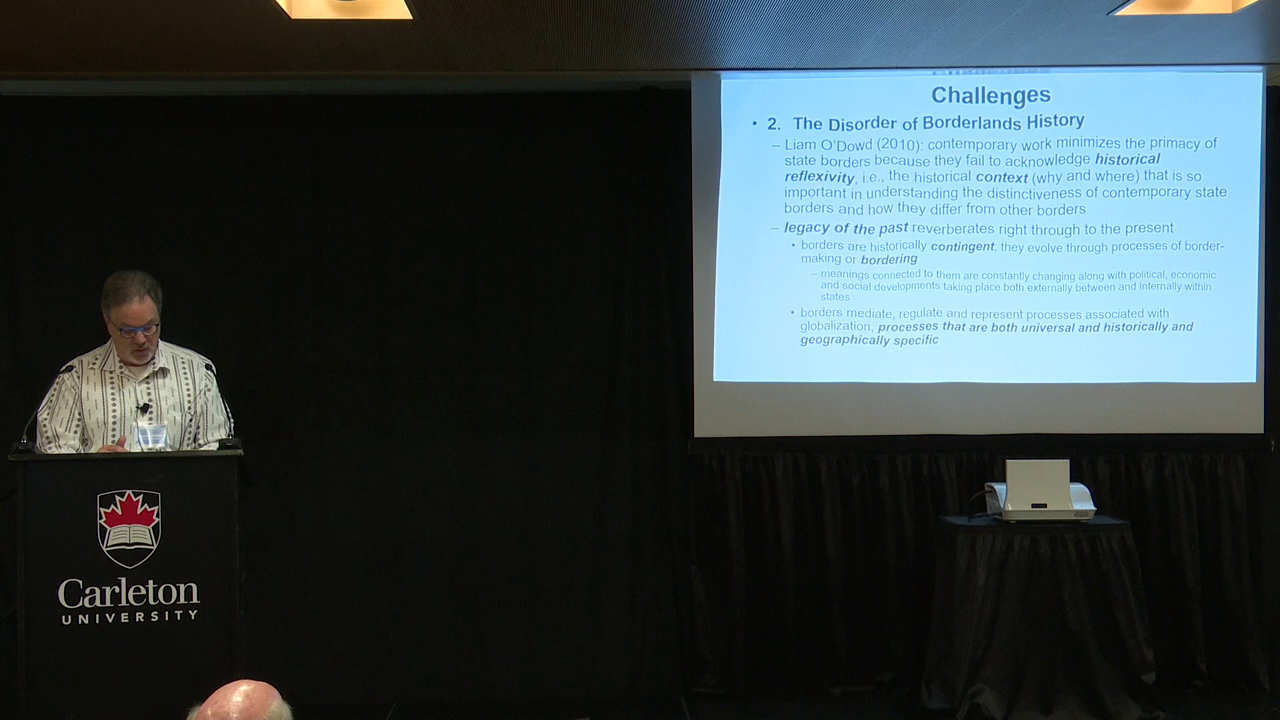 Challenges
• 2. The Disorder of Borderlands History
– Liam O'Dowd (2010): contemporary work minimizes the primacy of
state borders because they fail to acknowledge historical
reflexivity, i.e., the historical context (why and where) that is so
important in understanding the distinctiveness of contemporary state
borders and how they differ from other borders
– legacy of the past reverberates right through to the present
• borders are historically contingent, they evolve through processes of border-
making or bordering
– meanings connected to them are constantly changing along with political, economic
and social developments taking place both externally between and internally within
states
• borders mediate, regulate and represent processes associated with
globalization, processes that are both universal and historically and
geographically specific
Carleton
UNIVERSITY